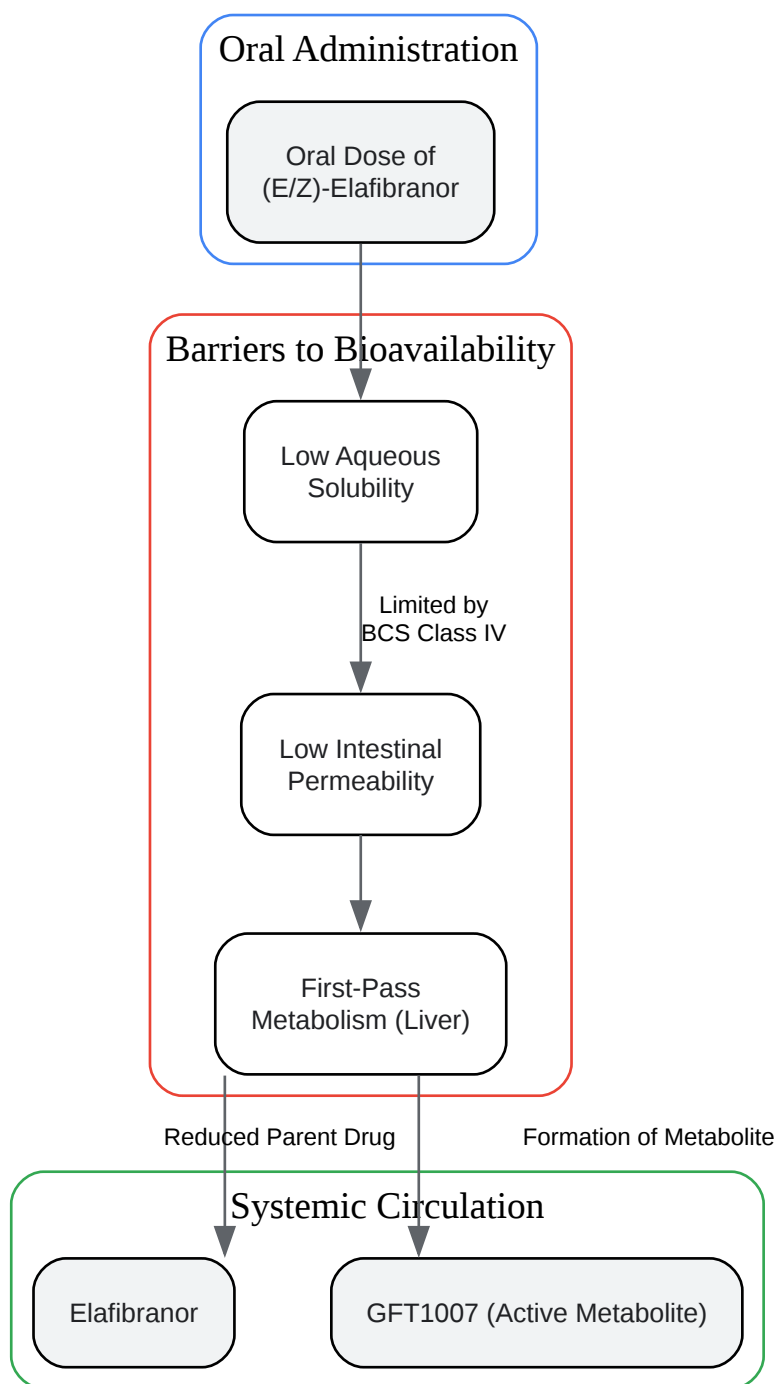 Oral Administration
Oral Dose of
(E/Z)-Elafibranor
Barriers to Bioavailability
Low Aqueous
Solubility
Limited by
BCS Class IV
Low Intestinal
Permeability
First-Pass
Metabolism (Liver)
Reduced Parent Drug
Formation of Metabolite
Systemic Circulation
Elafibranor
GFT1007 (Active Metabolite)